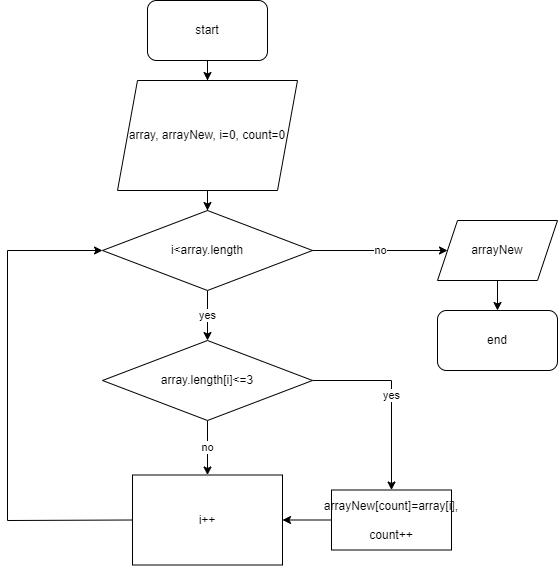 start
array, arrayNew, i=0, count=0
i<array.length
no
arrayNew
yes
end
array.length[i]<=3
yes
no
arrayNew[count]=array[i],
count++
i++